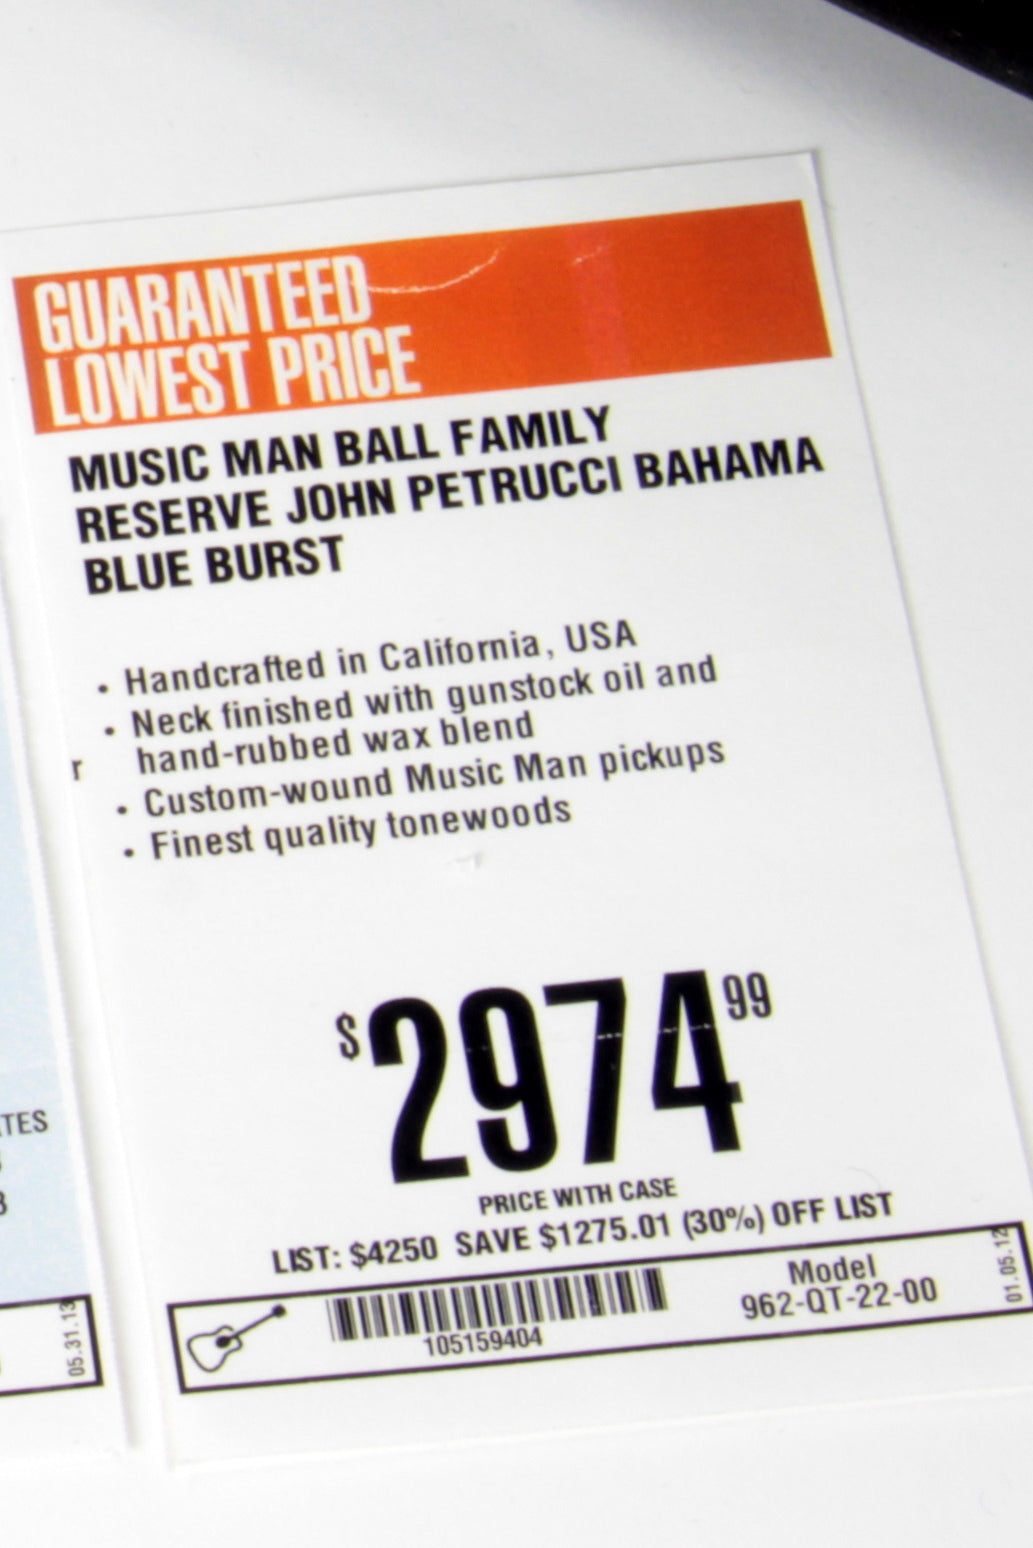 GUARANTEED
LOWEST PRICE
MUSIC MAN BALL FAMILY
RESERVE JOHN PETRUCCI BAHAMA
BLUE BURST
• Handcrafted in California, USA
• Neck finished with gunstock oil and
hand-rubbed wax blend
r
• Custom-wound Music Man pickups
• Finest quality tonewoods
$2974.99
PRICE WITH CASE
LIST: $4250 SAVE $1275.01 (30%) OFF LIST
105159404
Model
962-QT-22-00
01.05.12
TES
05.31.13